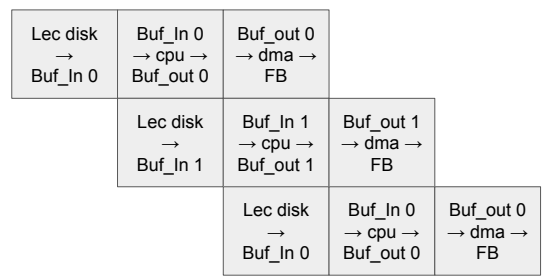 Lec disk
→
Buf_In 0
Buf_In 0
→ cpu →
Buf_out 0
Buf_out 0
→ dma →
FB
Lec disk
→
Buf_In 1
Buf_In 1
→ cpu →
Buf_out 1
Buf_out 1
→ dma →
FB
Lec disk
→
Buf_In 0
Buf_In 0
→ cpu →
Buf_out 0
Buf_out 0
→ dma →
FB